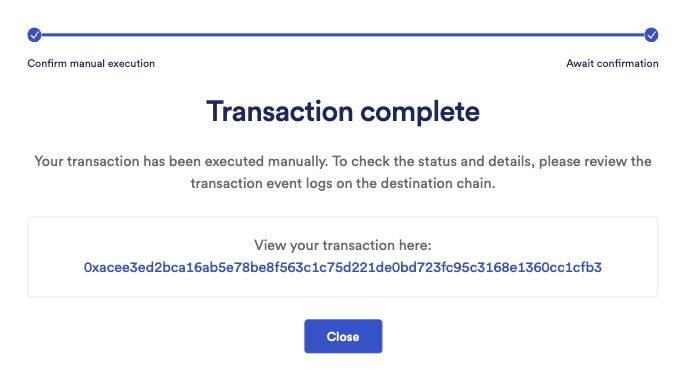 Confirm manual execution
Await confirmation
Transaction complete
Your transaction has been executed manually. To check the status and details, please review the
transaction event logs on the destination chain.
View your transaction here:
0xacee3ed2bca16ab5e78be8f563c1c75d221de0bd723fc95c3168e1360cc1cfb3
Close